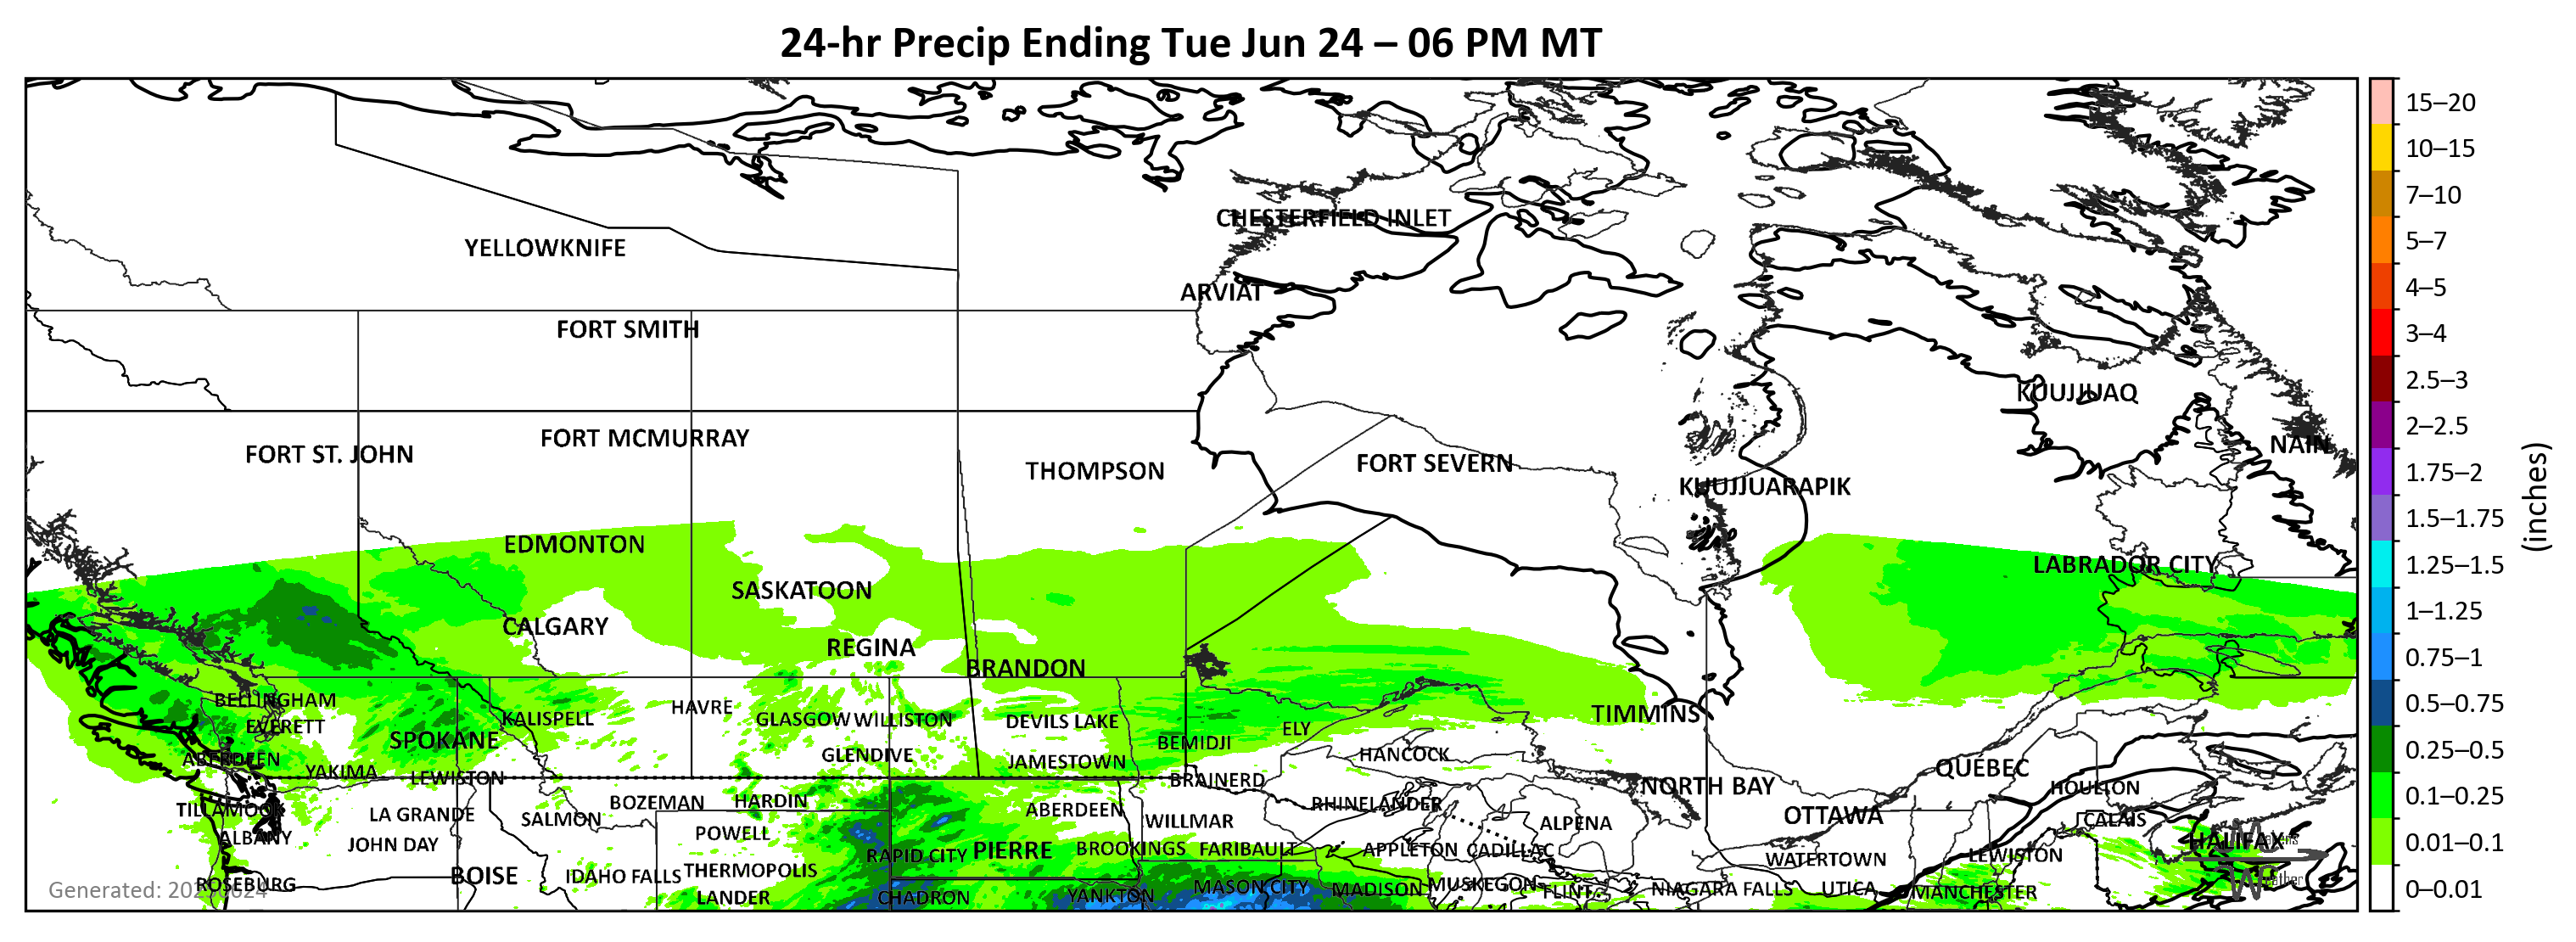 24-hr Precip Ending Tue Jun 24 – 06 PM MT
15–20
10–15
7–10
5–7
4–5
3–4
2.5–3
2–2.5
1.75–2
1.5–1.75
1.25–1.5
1–1.25
0.75–1
0.5–0.75
0.25–0.5
0.1–0.25
0.01–0.1
0–0.01
(inches)
CHESTERFIELD INLET
YELLOWKNIFE
ARVIAT
FORT SMITH
KUUJJUAQ
FORT MCMURRAY
NAIN
FORT ST. JOHN
FORT SEVERN
THOMPSON
KUUJJUARAPIK
EDMONTON
LABRADOR CITY
SASKATOON
CALGARY
REGINA
BRANDON
BELLINGHAM
HAVRE
TIMMINS
KALISPELL
GLASGOW
WILLISTON
DEVILS LAKE
EVERETT
ELY
SPOKANE
BEMIDJI
GLENDIVE
HANCOCK
ABERDEEN
JAMESTOWN
QUÉBEC
YAKIMA
LEWISTON
BRAINERD
NORTH BAY
HOULTON
BOZEMAN
HARDIN
RHINELANDER
TILLAMOOK
ABERDEEN
LA GRANDE
SALMON
WILLMAR
ALPENA
OTTAWA
CALAIS
POWELL
ALBANY
HALIFAX
JOHN DAY
BROOKINGS
FARIBAULT
APPLETON
CADILLAC
PIERRE
RAPID CITY
LEWISTON
WATERTOWN
THERMOPOLIS
BOISE
IDAHO FALLS
ROSEBURG
MASON CITY
MADISON
MUSKEGON
FLINT
NIAGARA FALLS
UTICA
MANCHESTER
LANDER
CHADRON
YANKTON
Weather